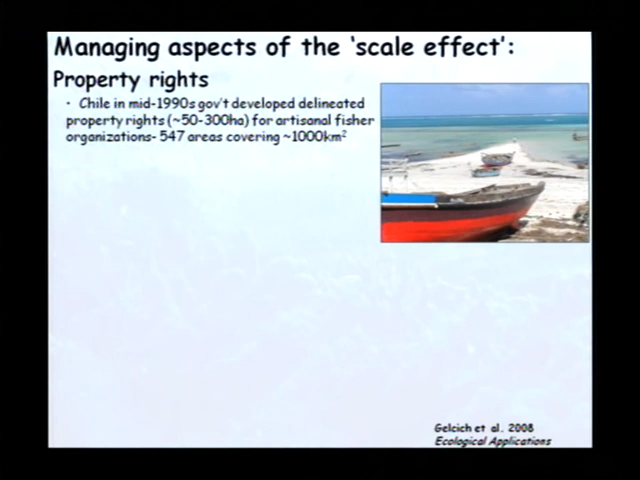 Managing aspects of the ‘scale effect’:
Property rights
• Chile in mid-1990s gov't developed delineated
property rights (~50-300ha) for artisanal fisher
organizations- 547 areas covering ~1000km²
Gelcich et al. 2008
Ecological Applications